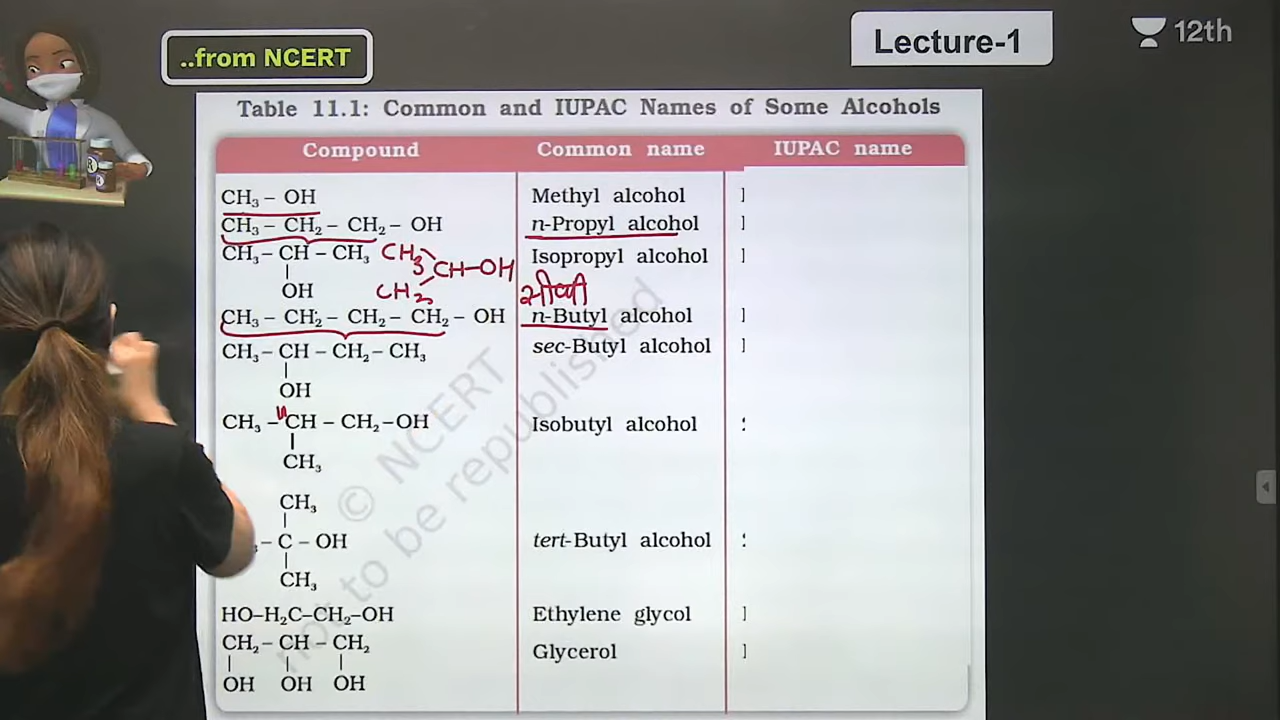 ..from NCERT
Lecture-1
12th
Table 11.1: Common and IUPAC Names of Some Alcohols
Compound Common name IUPAC name
CH₃ – OH Methyl alcohol
CH₃ – CH₂ – CH₂ – OH n-Propyl alcohol
CH₃ – CH – CH₃ Isopropyl alcohol
OH
CH₃
CH–OH
CH₃
CH₃ – CH₂ – CH₂ – CH₂ – OH n-Butyl alcohol
CH₃ – CH – CH₂ – CH₃ sec-Butyl alcohol
OH
CH₃ – CH – CH₂ – OH Isobutyl alcohol
CH₃
CH₃
– C – OH tert-Butyl alcohol
CH₃
HO–H₂C–CH₂–OH Ethylene glycol
CH₂ – CH – CH₂ Glycerol
OH OH OH
© NCERT
not to be republished